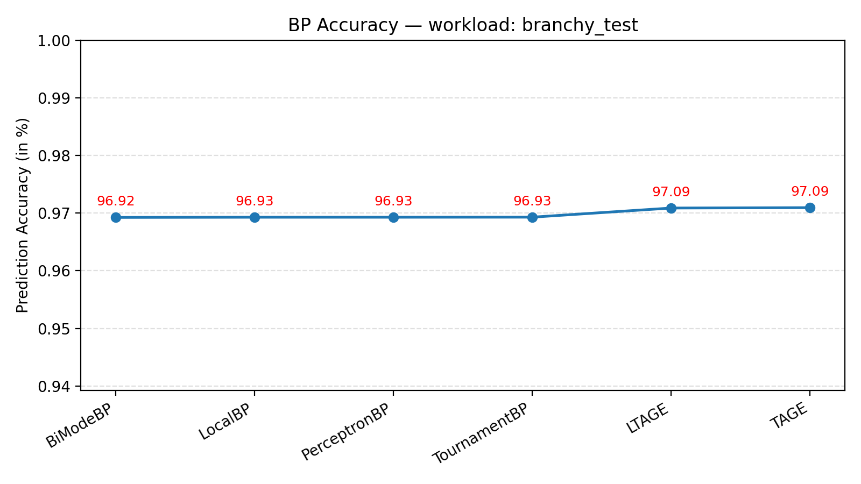 BP Accuracy — workload: branchy_test
Prediction Accuracy (in %)
1.00
0.99
0.98
0.97
0.96
0.95
0.94
96.92
96.93
96.93
96.93
97.09
97.09
BiModeBP
LocalBP
PerceptronBP
TournamentBP
LTAGE
TAGE